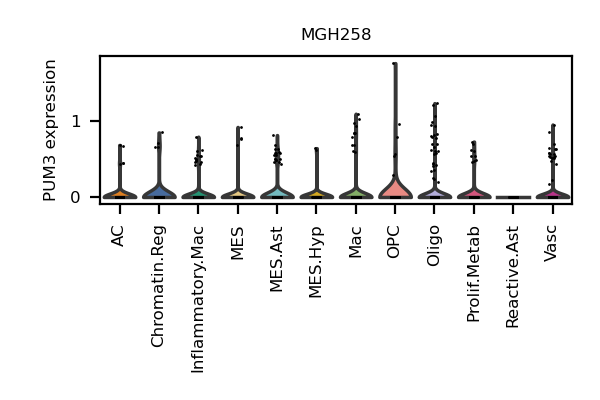 MGH258
PUM3 expression
1
0
AC
Chromatin.Reg
Inflammatory.Mac
MES
MES.Ast
MES.Hyp
Mac
OPC
Oligo
Prolif.Metab
Reactive.Ast
Vasc